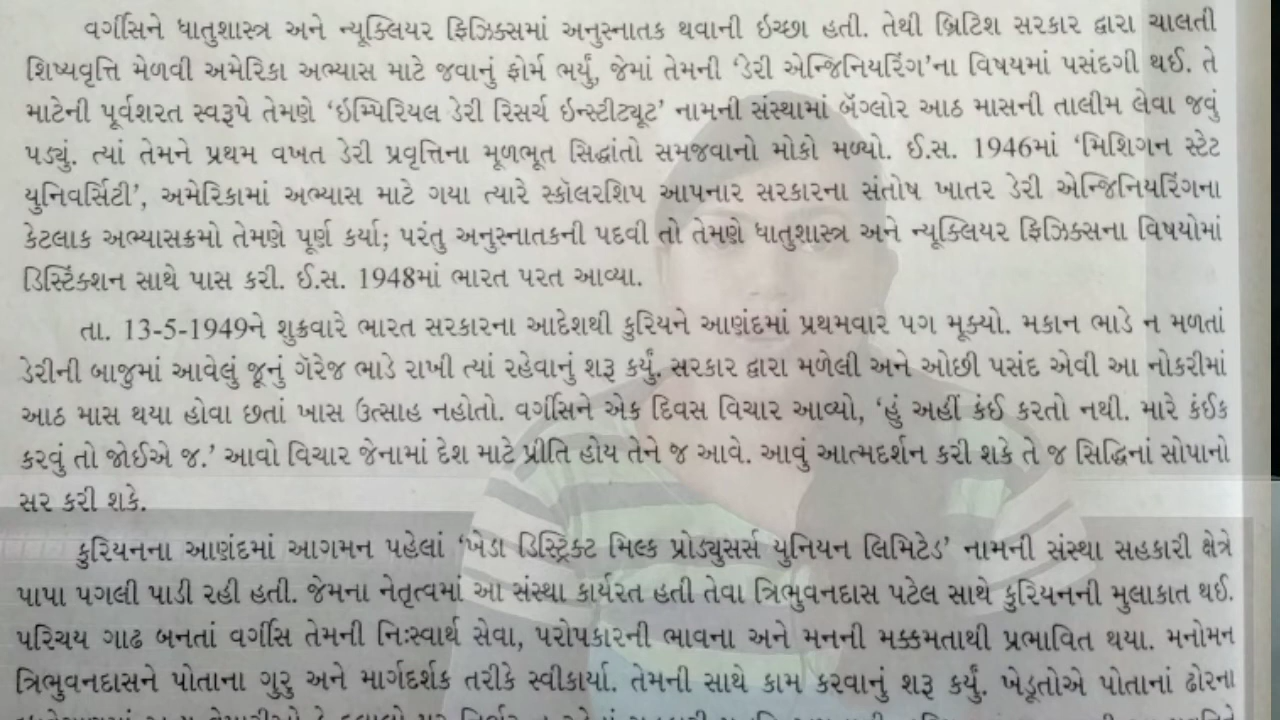 વર્ગીસને ધાતુશાસ્ત્ર અને ન્યૂક્લિયર ફિઝિક્સમાં અનુસ્નાતક થવાની ઇચ્છા હતી. તેથી બ્રિટિશ સરકાર દ્વારા ચાલતી
શિષ્યવૃત્તિ મેળવી અમેરિકા અભ્યાસ માટે જવાનું ફોર્મ ભર્યું, જેમાં તેમની ‘ડેરી એન્જિનિયરિંગ’ના વિષયમાં પસંદગી થઈ. તે
માટેની પૂર્વશરત સ્વરૂપે તેમણે ‘ઇમ્પિરિયલ ડેરી રિસર્ચ ઇન્સ્ટીટ્યૂટ’ નામની સંસ્થામાં બૅંગ્લોર આઠ માસની તાલીમ લેવા જવું
પડ્યું. ત્યાં તેમને પ્રથમ વખત ડેરી પ્રવૃત્તિના મૂળભૂત સિદ્ધાંતો સમજવાનો મોકો મળ્યો. ઈ.સ. 1946માં ‘મિશિગન સ્ટેટ
યુનિવર્સિટી’, અમેરિકામાં અભ્યાસ માટે ગયા ત્યારે સ્કૉલરશિપ આપનાર સરકારના સંતોષ ખાતર ડેરી એન્જિનિયરિંગના
કેટલાક અભ્યાસક્રમો તેમણે પૂર્ણ કર્યા; પરંતુ અનુસ્નાતકની પદવી તો તેમણે ધાતુશાસ્ત્ર અને ન્યૂક્લિયર ફિઝિક્સના વિષયોમાં
ડિસ્ટિંક્શન સાથે પાસ કરી. ઈ.સ. 1948માં ભારત પરત આવ્યા.
તા. 13-5-1949ને શુક્રવારે ભારત સરકારના આદેશથી કુરિયને આણંદમાં પ્રથમવાર પગ મૂક્યો. મકાન ભાડે ન મળતાં
ડેરીની બાજુમાં આવેલું જૂનું ગૅરેજ ભાડે રાખી ત્યાં રહેવાનું શરૂ કર્યું. સરકાર દ્વારા મળેલી અને ઓછી પસંદ એવી આ નોકરીમાં
આઠ માસ થયા હોવા છતાં ખાસ ઉત્સાહ નહોતો. વર્ગીસને એક દિવસ વિચાર આવ્યો, ‘હું અહીં કંઈ કરતો નથી. મારે કંઈક
કરવું તો જોઈએ જ.’ આવો વિચાર જેનામાં દેશ માટે પ્રીતિ હોય તેને જ આવે. આવું આત્મદર્શન કરી શકે તે જ સિદ્ધિનાં સોપાનો
સર કરી શકે.
કુરિયનના આણંદમાં આગમન પહેલાં ‘ખેડા ડિસ્ટ્રિક્ટ મિલ્ક પ્રોડ્યુસર્સ યુનિયન લિમિટેડ’ નામની સંસ્થા સહકારી ક્ષેત્રે
પાપા પગલી પાડી રહી હતી. જેમના નેતૃત્વમાં આ સંસ્થા કાર્યરત હતી તેવા ત્રિભુવનદાસ પટેલ સાથે કુરિયનની મુલાકાત થઈ.
પરિચય ગાઢ બનતાં વર્ગીસ તેમની નિઃસ્વાર્થ સેવા, પરોપકારની ભાવના અને મનની મક્કમતાથી પ્રભાવિત થયા. મનોમન
ત્રિભુવનદાસને પોતાના ગુરુ અને માર્ગદર્શક તરીકે સ્વીકાર્યા. તેમની સાથે કામ કરવાનું શરૂ કર્યું. ખેડૂતોએ પોતાનાં ઢોરના